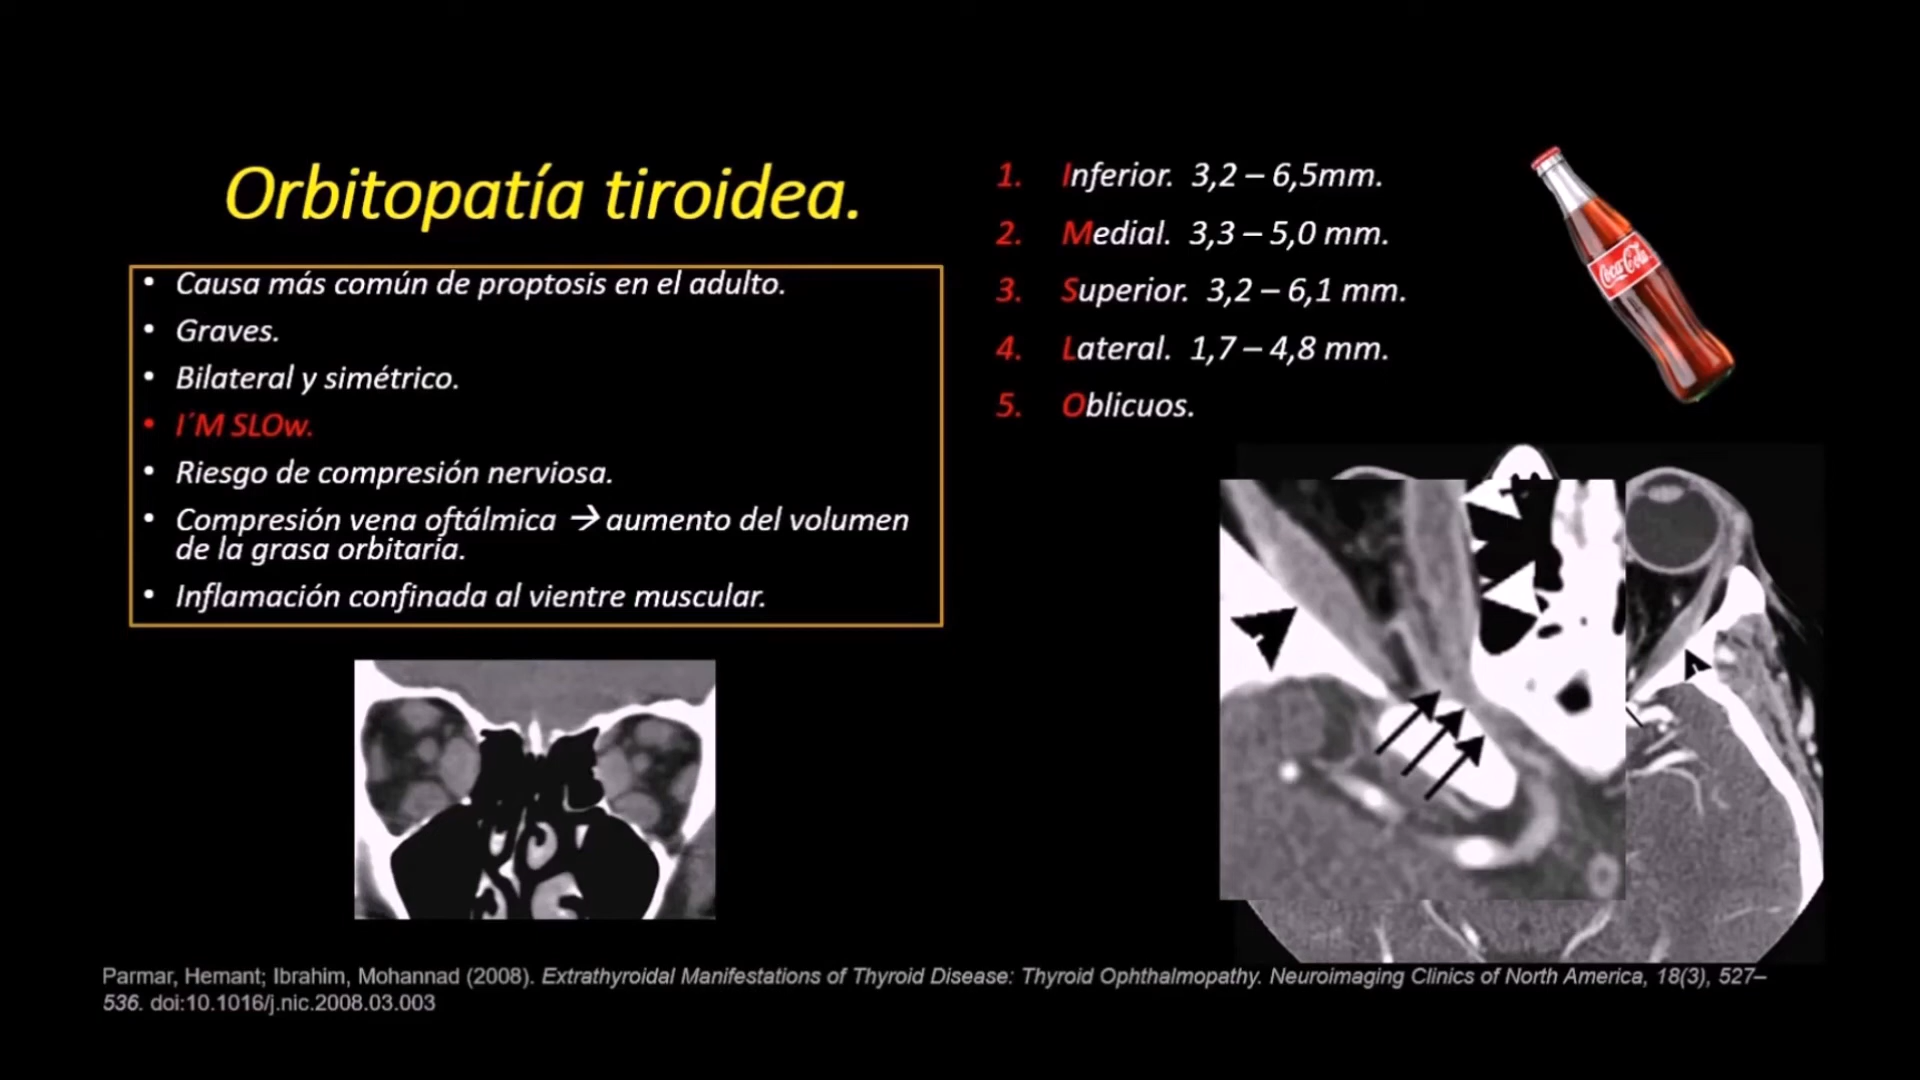 Orbitopatía tiroidea.
• Causa más común de proptosis en el adulto.
• Graves.
• Bilateral y simétrico.
• I´M SLOw.
• Riesgo de compresión nerviosa.
• Compresión vena oftálmica → aumento del volumen
de la grasa orbitaria.
• Inflamación confinada al vientre muscular.
1. Inferior. 3,2 – 6,5mm.
2. Medial. 3,3 – 5,0 mm.
3. Superior. 3,2 – 6,1 mm.
4. Lateral. 1,7 – 4,8 mm.
5. Oblicuos.
Coca-Cola
Parmar, Hemant; Ibrahim, Mohannad (2008). Extrathyroidal Manifestations of Thyroid Disease: Thyroid Ophthalmopathy. Neuroimaging Clinics of North America, 18(3), 527–
536. doi:10.1016/j.nic.2008.03.003